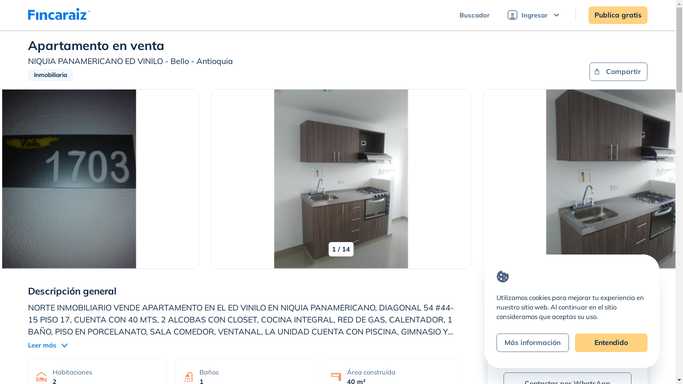 Fincaraiz
Buscador
Ingresar
Publica gratis
Apartamento en venta
NIQUIA PANAMERICANO ED VINILO - Bello - Antioquia
Inmobiliaria
Compartir
1703
1 / 14
Descripción general
NORTE INMOBILIARIO VENDE APARTAMENTO EN EL ED VINILO EN NIQUIA PANAMERICANO, DIAGONAL 54 #44-
15 PISO 17, CUENTA CON 40 MTS, 2 ALCOBAS CON CLOSET, COCINA INTEGRAL, RED DE GAS, CALENTADOR, 1
BAÑO, PISO EN PORCELANATO, SALA COMEDOR, VENTANAL, LA UNIDAD CUENTA CON PISCINA, GIMNASIO Y...
Leer más
Habitaciones
2
Baños
1
Área construida
40 m²
Utilizamos cookies para mejorar tu experiencia en
nuestro sitio web. Al continuar en el sitio
consideramos que aceptas su uso.
Más información
Entendido
Contactar por WhatsApp